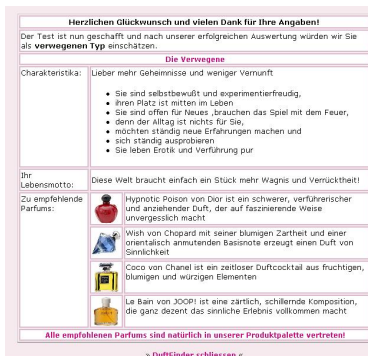 Herzlichen Glückwunsch und vielen Dank für Ihre Angaben!
Der Test ist nun geschafft und nach unserer erfolgreichen Auswertung würden wir Sie
als verwegenen Typ einschätzen.
Die Verwegene
Charakteristika:
Lieber mehr Geheimnisse und weniger Vernunft
• Sie sind selbstbewußt und experimentierfreudig,
• ihren Platz ist mitten im Leben
• Sie sind offen für Neues ,brauchen das Spiel mit dem Feuer,
• denn der Alltag ist nichts für Sie,
• möchten ständig neue Erfahrungen machen und
• sich ständig ausprobieren
• Sie leben Erotik und Verführung pur
Ihr
Lebensmotto:
Diese Welt braucht einfach ein Stück mehr Wagnis und Verrücktheit!
Zu empfehlende
Parfums:
Hypnotic Poison von Dior ist ein schwerer, verführerischer
und anziehender Duft, der auf faszinierende Weise
unvergesslich macht
Wish von Chopard mit seiner blumigen Zartheit und einer
orientalisch anmutenden Basisnote erzeugt einen Duft von
Sinnlichkeit
Coco von Chanel ist ein zeitloser Duftcocktail aus fruchtigen,
blumigen und würzigen Elementen
Le Bain von JOOP! ist eine zärtlich, schillernde Komposition,
die ganz dezent das sinnliche Erlebnis vollkommen macht
Alle empfohlenen Parfums sind natürlich in unserer Produktpalette vertreten!
» DuftFinder schliessen «